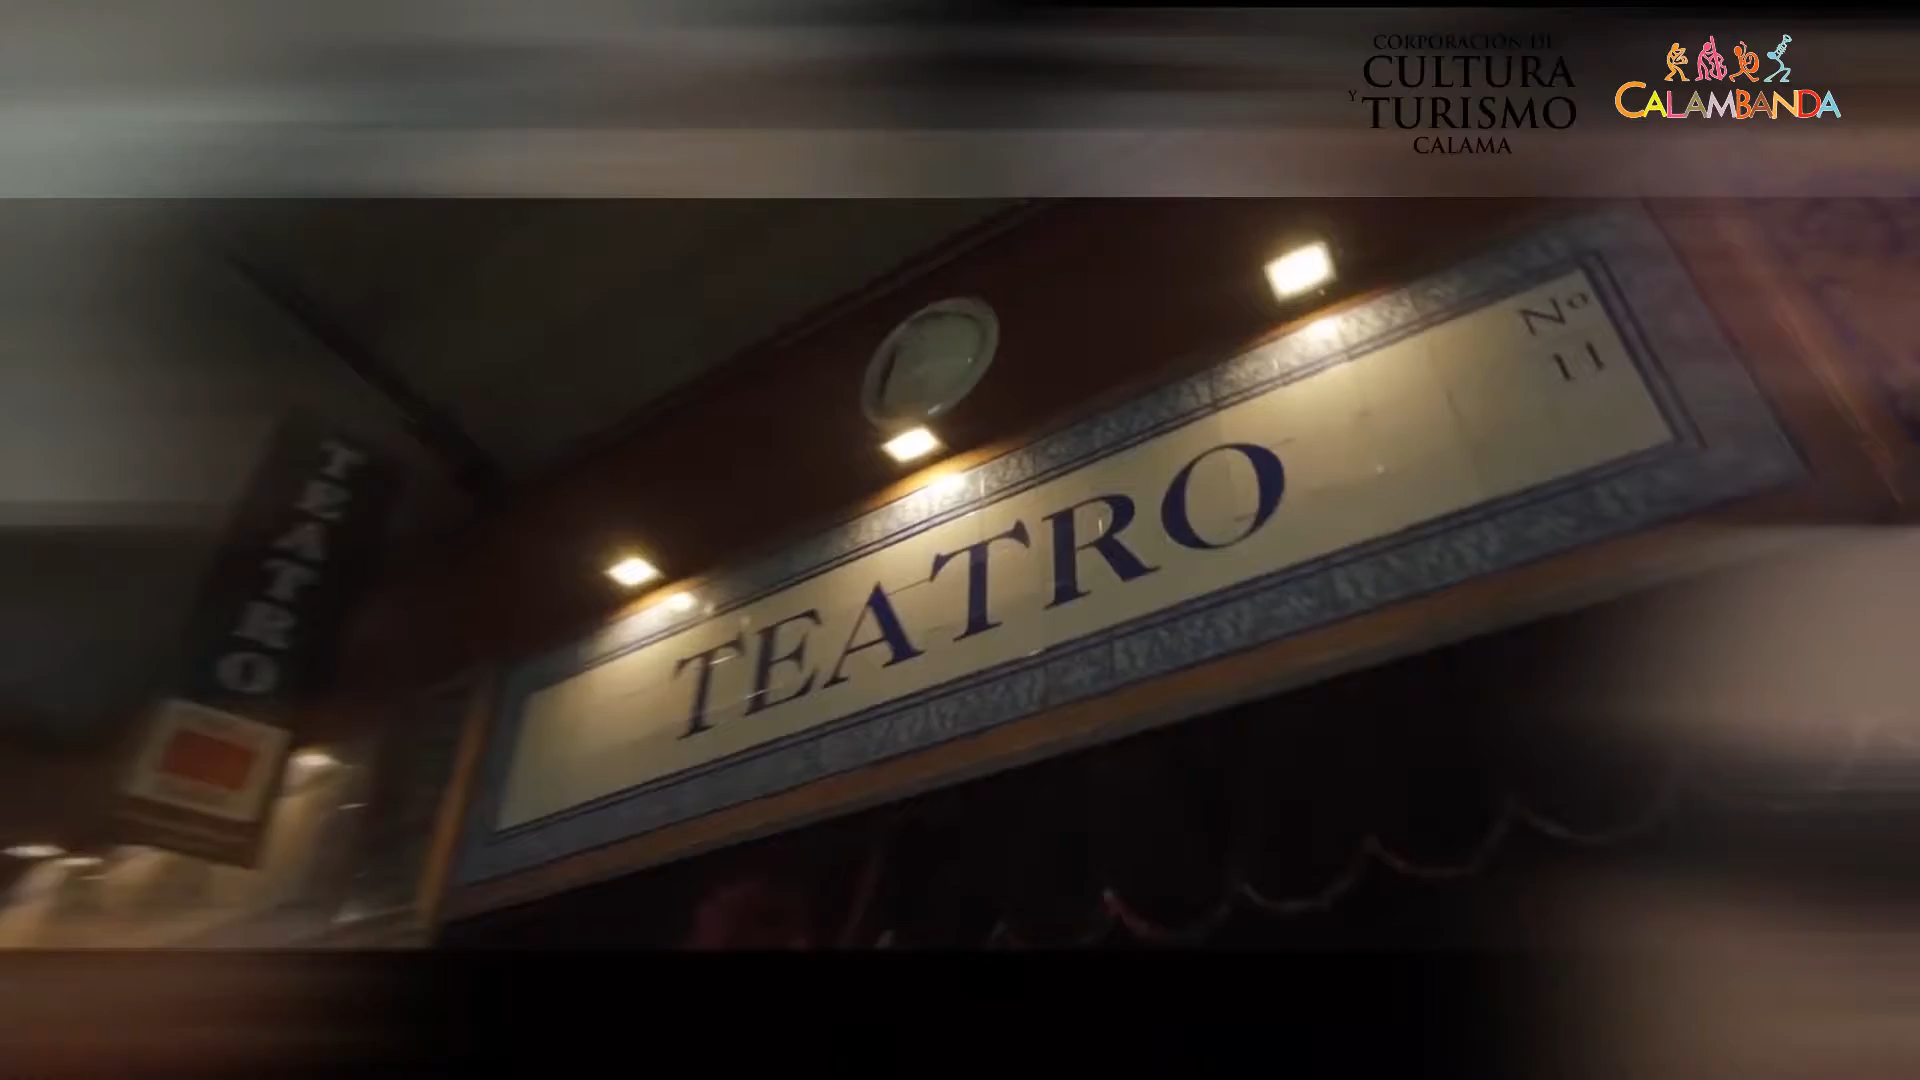 CORPORACIÓN DE
CULTURA
Y TURISMO
CALAMA
CALAMBANDA
Nº
11
TEATRO
TEATRO